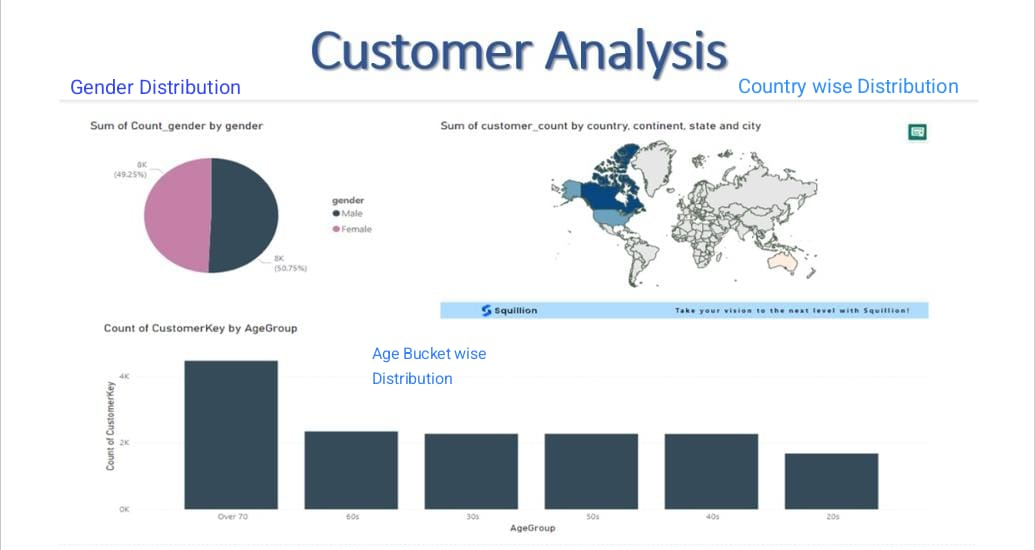 Customer Analysis
Gender Distribution
Country wise Distribution
Sum of Count_gender by gender
8K
(49.25%)
gender
Male
Female
8K
(50.75%)
Sum of customer_count by country, continent, state and city
Squillion
Take your vision to the next level with Squillion!
Count of CustomerKey by AgeGroup
Age Bucket wise
Distribution
Count of CustomerKey
4K
2K
0K
Over 70
60s
30s
50s
40s
20s
AgeGroup